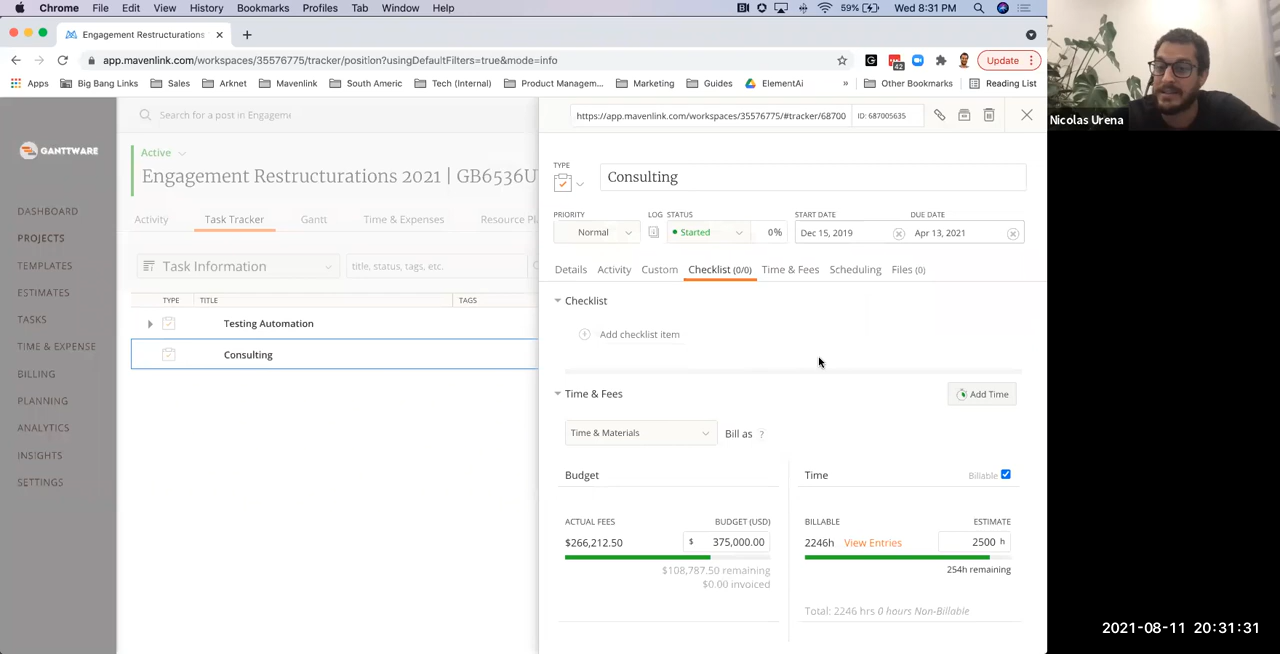 Chrome File Edit View History Bookmarks Profiles Tab Window Help 59% Wed 8:31 PM
Engagement Restructurations
app.mavenlink.com/workspaces/35576775/tracker/position?usingDefaultFilters=true&mode=info 42 Update
Apps Big Bang Links Sales Arknet Mavenlink South Americ Tech (internal) Product Managem... Marketing Guides ElementAi » Other Bookmarks Reading List
Nicolas Urena
Search for a post in Engageme
https://app.mavenlink.com/workspaces/35576775/#tracker/68700 ID: 687005635
GANTTWARE
Active
Engagement Restructurations 2021 | GB6536U
Activity Task Tracker Gantt Time & Expenses Resource Pl
DASHBOARD
PROJECTS
TEMPLATES
ESTIMATES
TASKS
TIME & EXPENSE
BILLING
PLANNING
ANALYTICS
INSIGHTS
SETTINGS
Task Information title, status, tags, etc.
TYPE TITLE TAGS
Testing Automation
Consulting
TYPE
Consulting
PRIORITY LOG STATUS START DATE DUE DATE
Normal Started 0% Dec 15, 2019 Apr 13, 2021
Details Activity Custom Checklist (0/0) Time & Fees Scheduling Files (0)
Checklist
Add checklist item
Time & Fees Add Time
Time & Materials Bill as ?
Budget Time Billable
ACTUAL FEES BUDGET (USD) BILLABLE ESTIMATE
$266,212.50 $ 375,000.00 2246h View Entries 2500 h
$108,787.50 remaining 254h remaining
$0.00 invoiced
Total: 2246 hrs 0 hours Non-Billable
2021-08-11 20:31:31